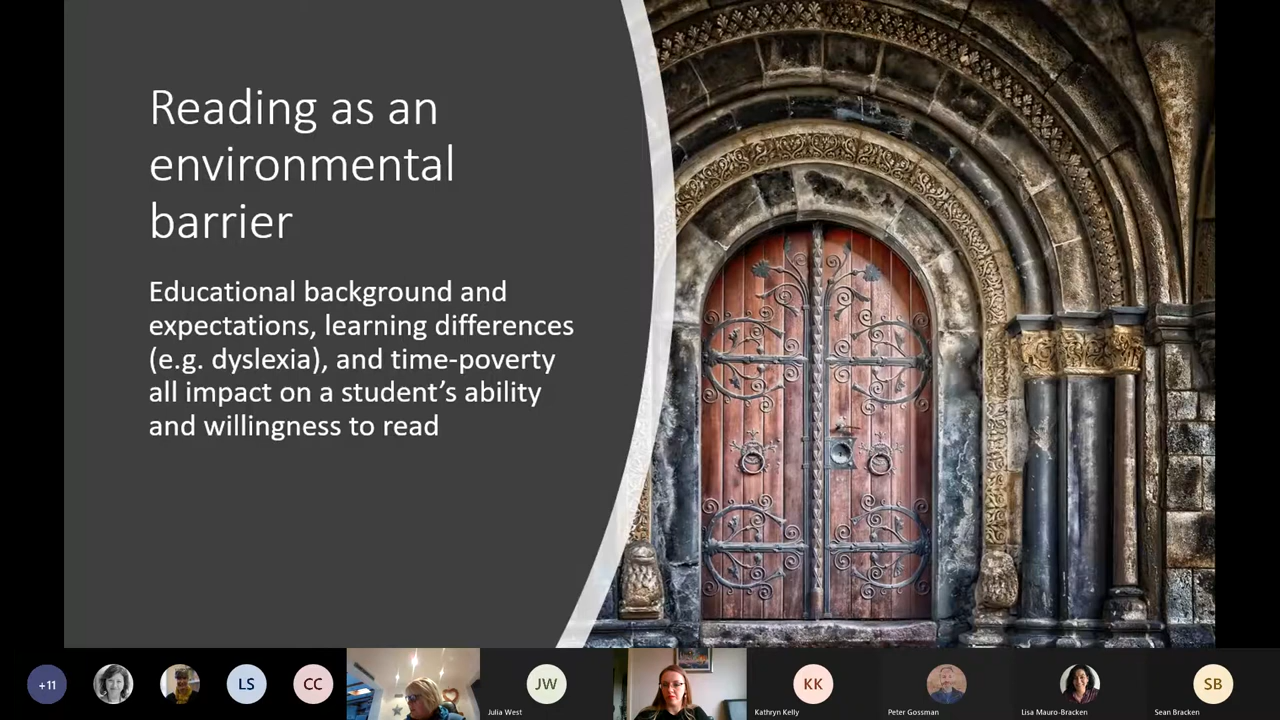 Reading as an
environmental
barrier
Educational background and
expectations, learning differences
(e.g. dyslexia), and time-poverty
all impact on a student’s ability
and willingness to read
+11
LS
CC
JW
Julia West
KK
Kathryn Kelly
Peter Gossman
Lisa Mauro-Bracken
SB
Sean Bracken